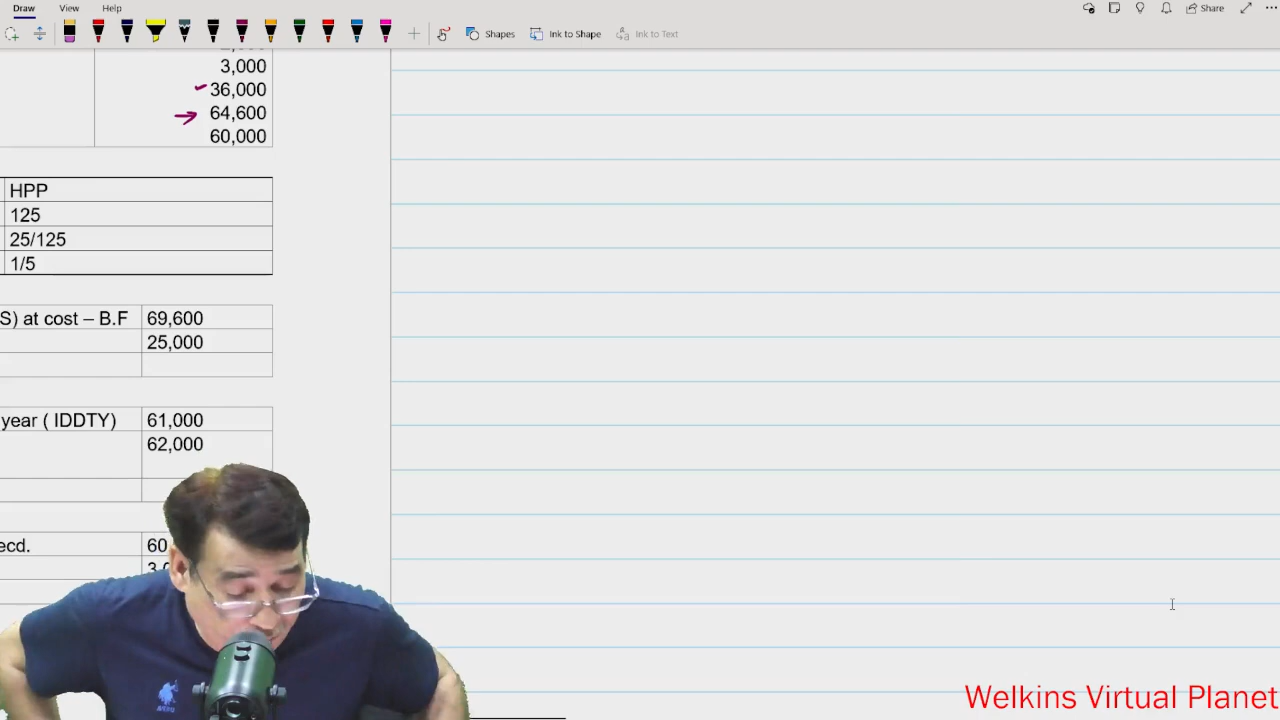 Draw View Help
Share
Shapes Ink to Shape Ink to Text
3,000
36,000
64,600
60,000
HPP
125
25/125
1/5
S) at cost – B.F 69,600
25,000
year ( IDDTY) 61,000
62,000
ecd. 60
Welkins Virtual Planet